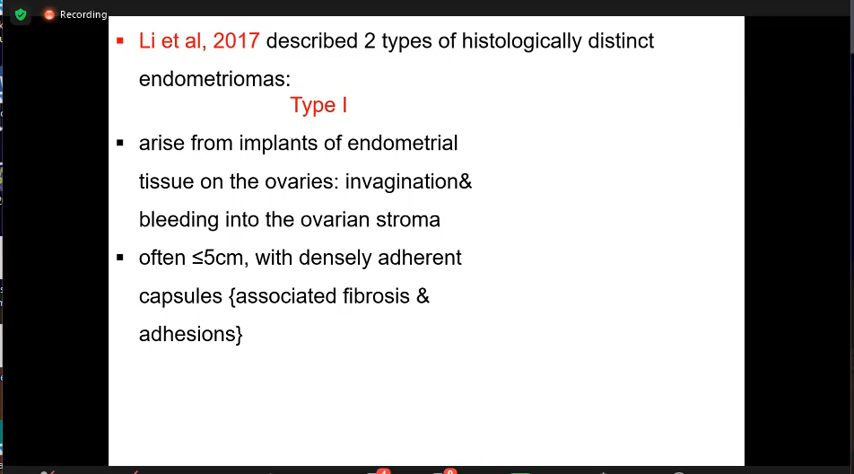 Recording
▪ Li et al, 2017 described 2 types of histologically distinct
endometriomas:
Type I
▪ arise from implants of endometrial
tissue on the ovaries: invagination&
bleeding into the ovarian stroma
▪ often ≤5cm, with densely adherent
capsules {associated fibrosis &
adhesions}